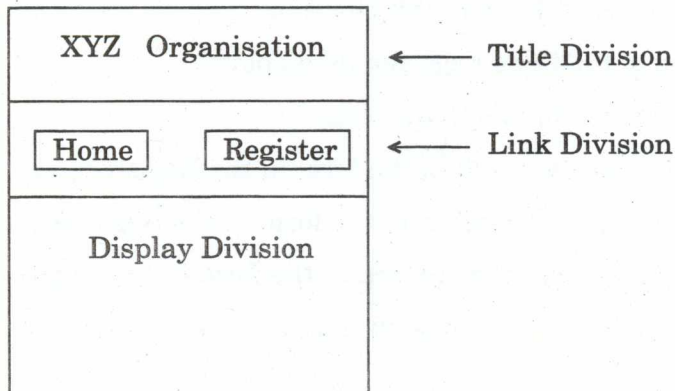 XYZ Organisation
Title Division
Home Register
Link Division
Display Division